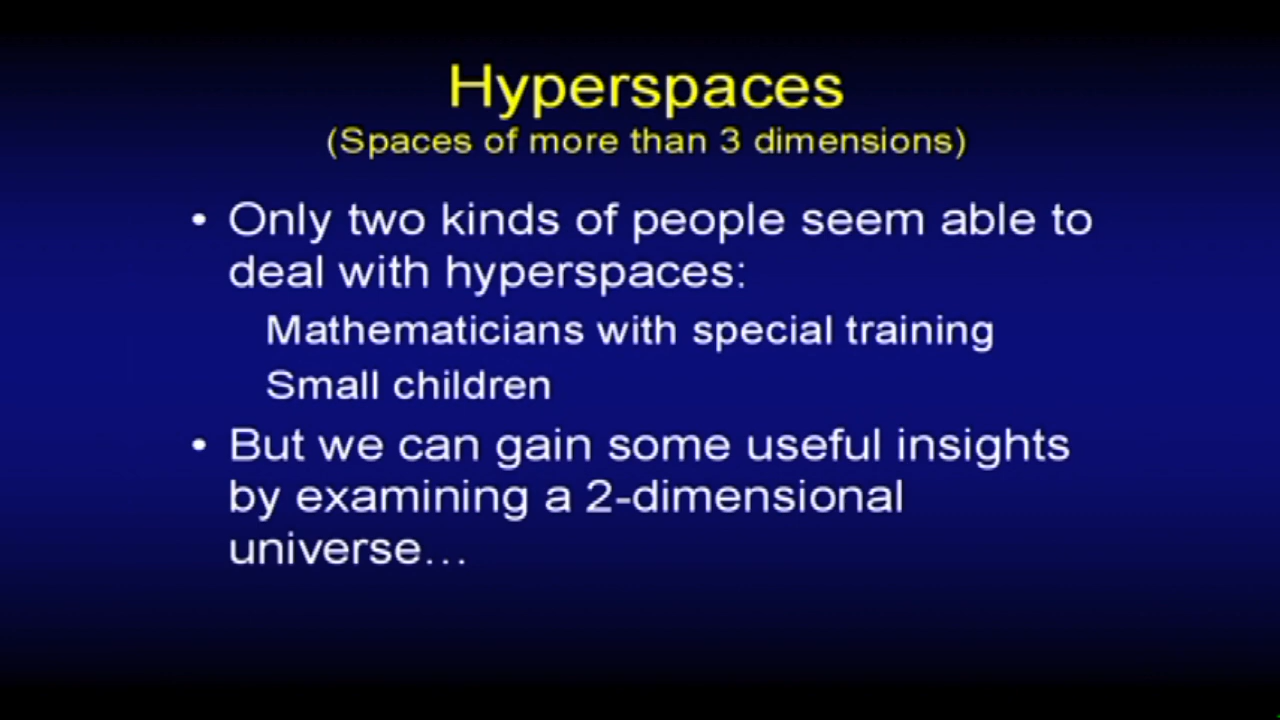 Hyperspaces
(Spaces of more than 3 dimensions)
• Only two kinds of people seem able to
deal with hyperspaces:
Mathematicians with special training
Small children
• But we can gain some useful insights
by examining a 2-dimensional
universe…